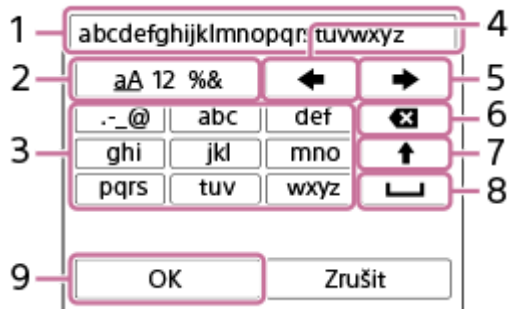 1 abcdefghijklmnopqrstuvwxyz 4
2 aA 12 %& 5
.-_@ abc def 6
3 ghi jkl mno 7
pqrs tuv wxyz 8
9 OK Zrušit